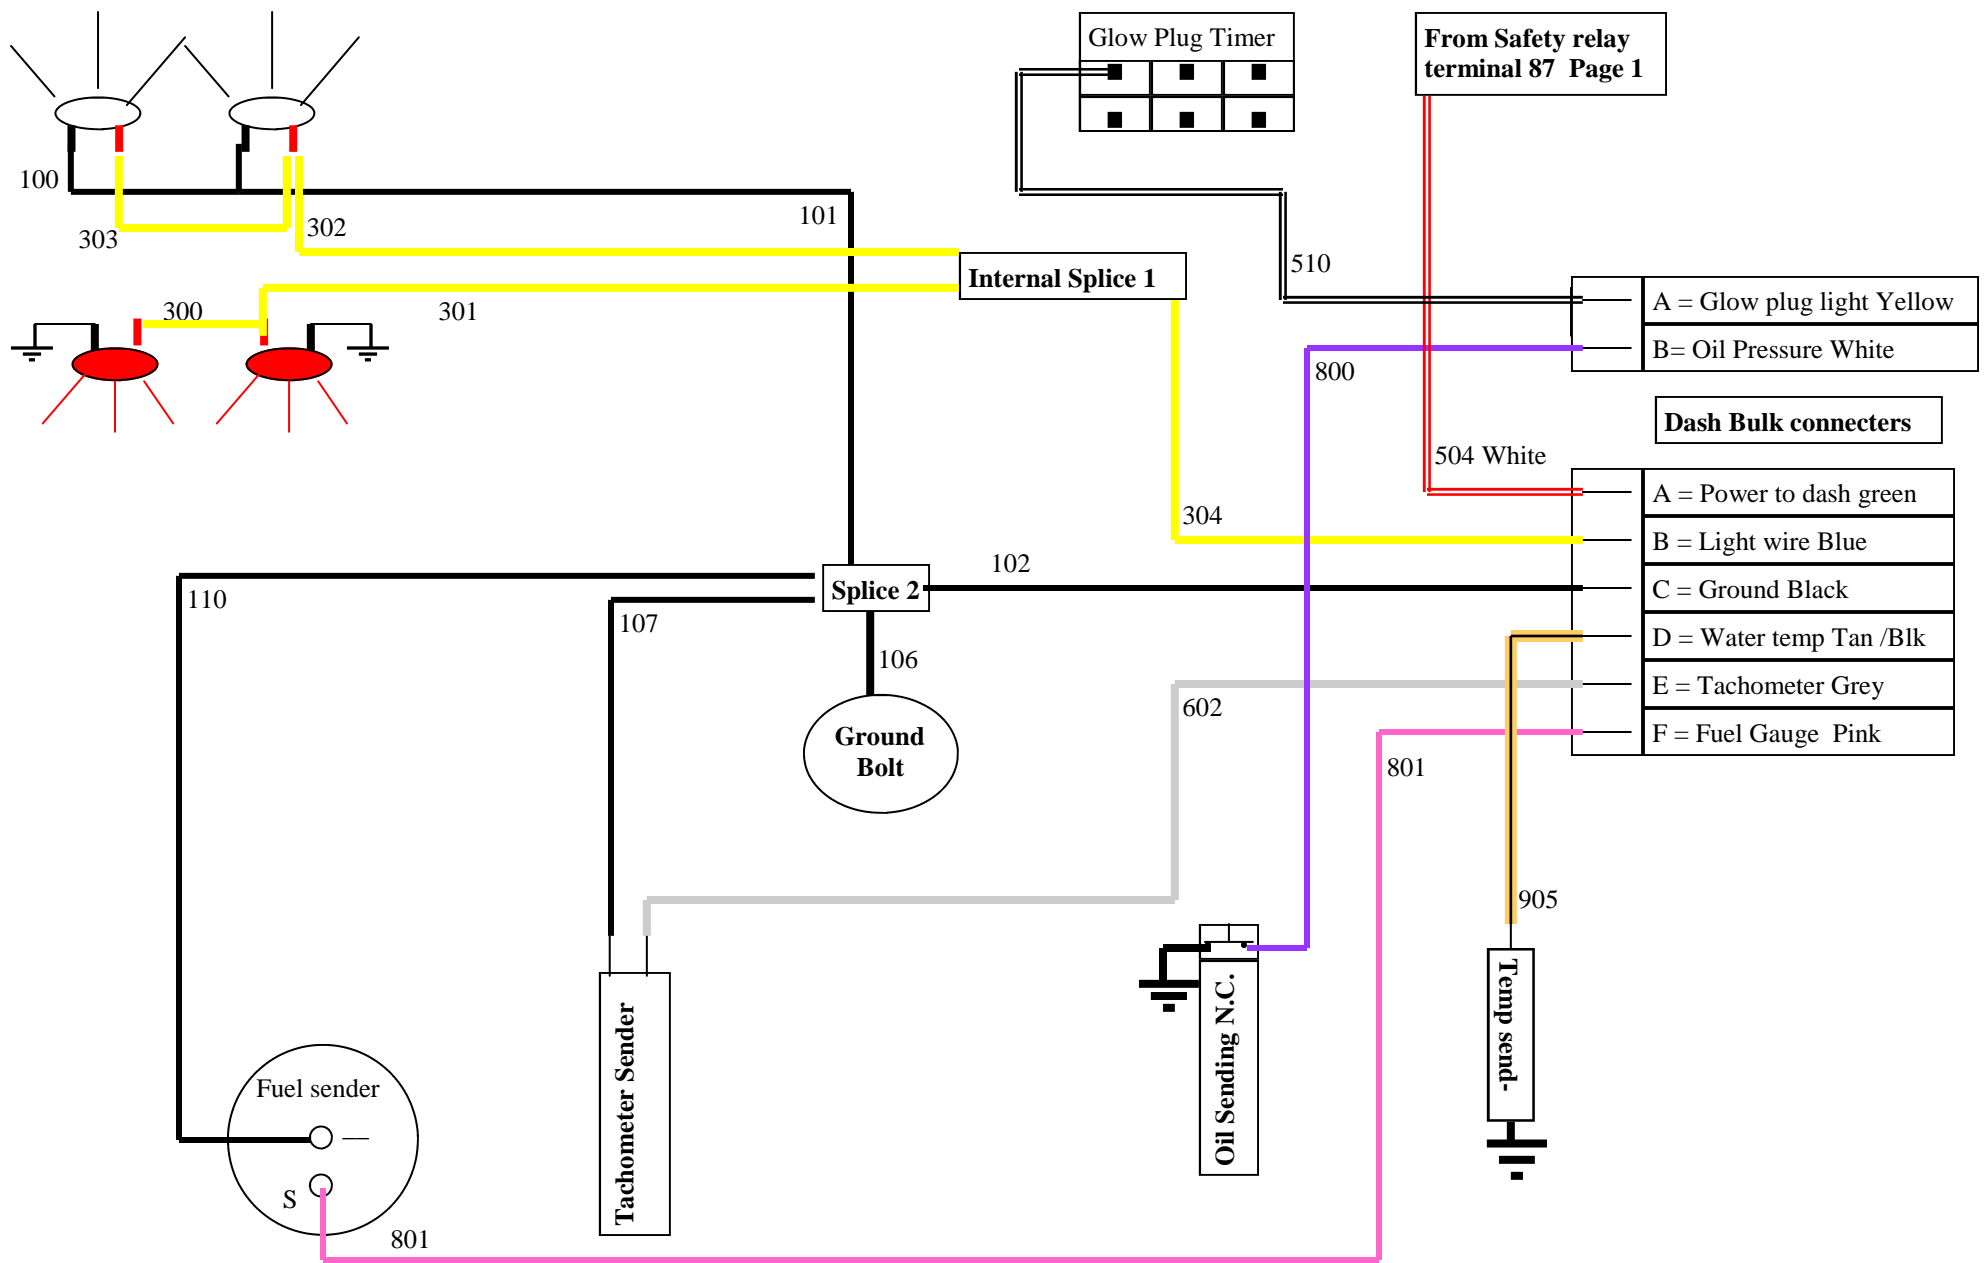 Glow Plug Timer
From Safety relay
terminal 87  Page 1
100
101
303
302
510
Internal Splice 1
300
301
A = Glow plug light Yellow
B= Oil Pressure White
800
Dash Bulk connecters
504 White
A = Power to dash green
304
B = Light wire Blue
102
110
Splice 2
C = Ground Black
107
D = Water temp Tan /Blk
106
E = Tachometer Grey
602
Ground
Bolt
F = Fuel Gauge  Pink
801
905
Temp send-
Oil Sending N.C.
Tachometer Sender
Fuel sender
S
801